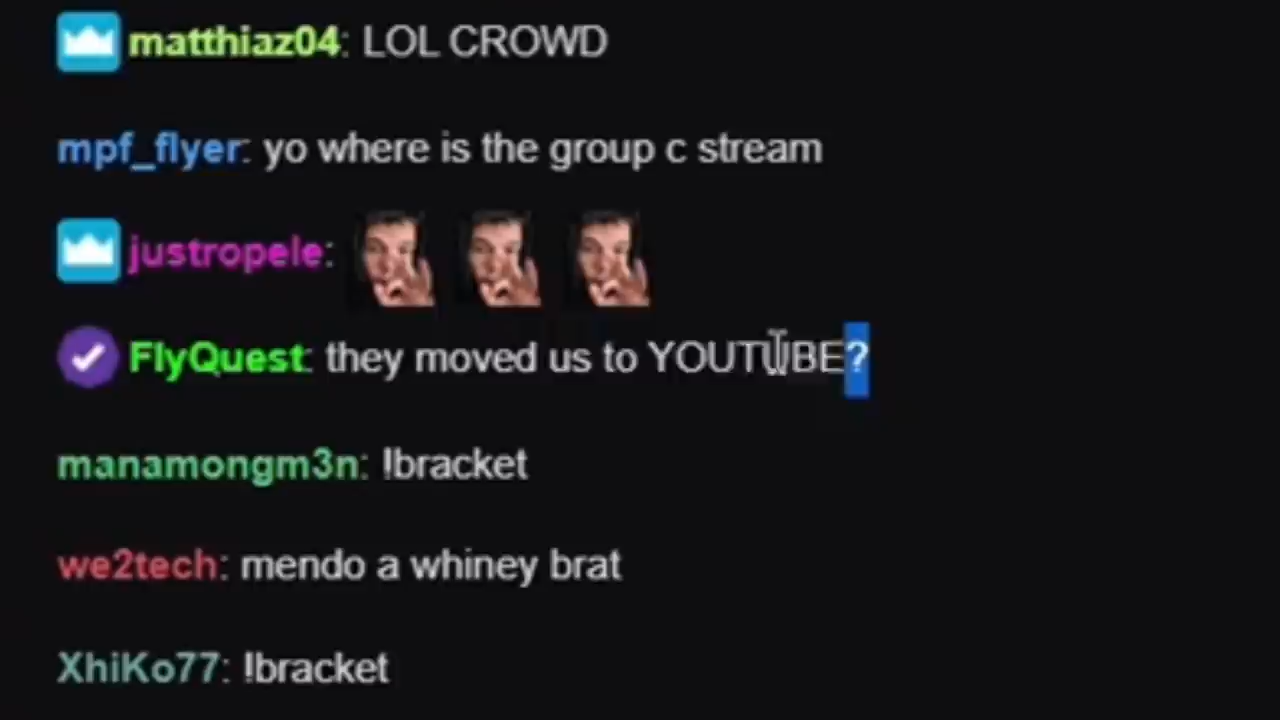 matthiaz04: LOL CROWD
mpf_flyer: yo where is the group c stream
justropele:
FlyQuest: they moved us to YOUTUBE?
manamongm3n: !bracket
we2tech: mendo a whiney brat
XhiKo77: !bracket